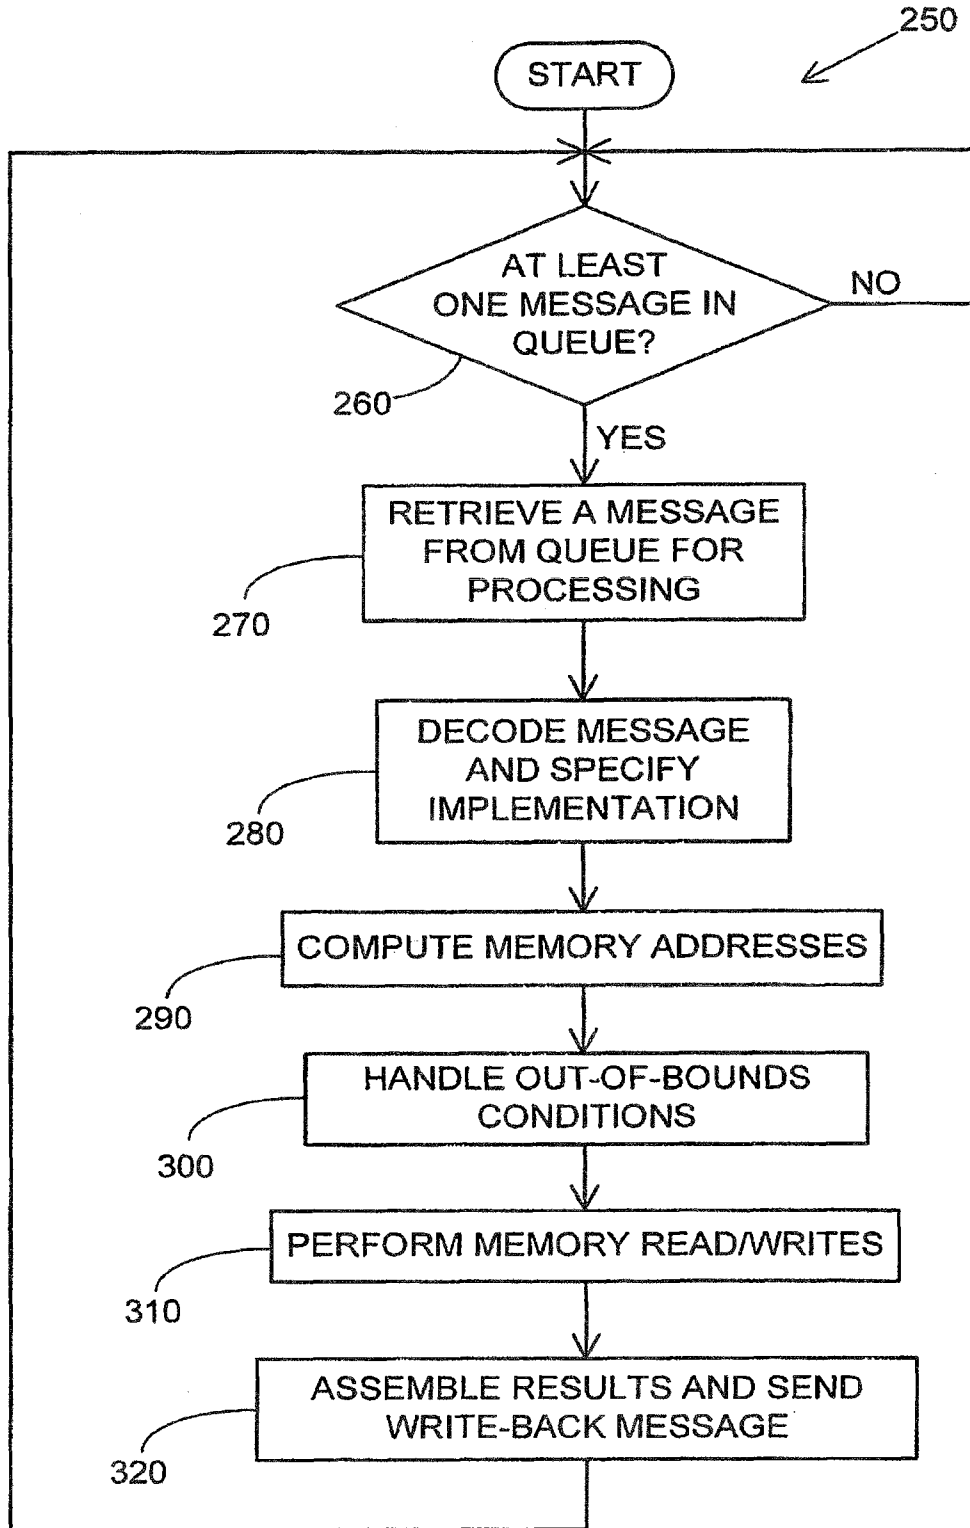 250
START
AT LEAST
ONE MESSAGE IN
QUEUE?
NO
260
YES
RETRIEVE A MESSAGE
FROM QUEUE FOR
PROCESSING
270
DECODE MESSAGE
AND SPECIFY
IMPLEMENTATION
280
COMPUTE MEMORY ADDRESSES
290
HANDLE OUT-OF-BOUNDS
CONDITIONS
300
PERFORM MEMORY READ/WRITES
310
ASSEMBLE RESULTS AND SEND
WRITE-BACK MESSAGE
320